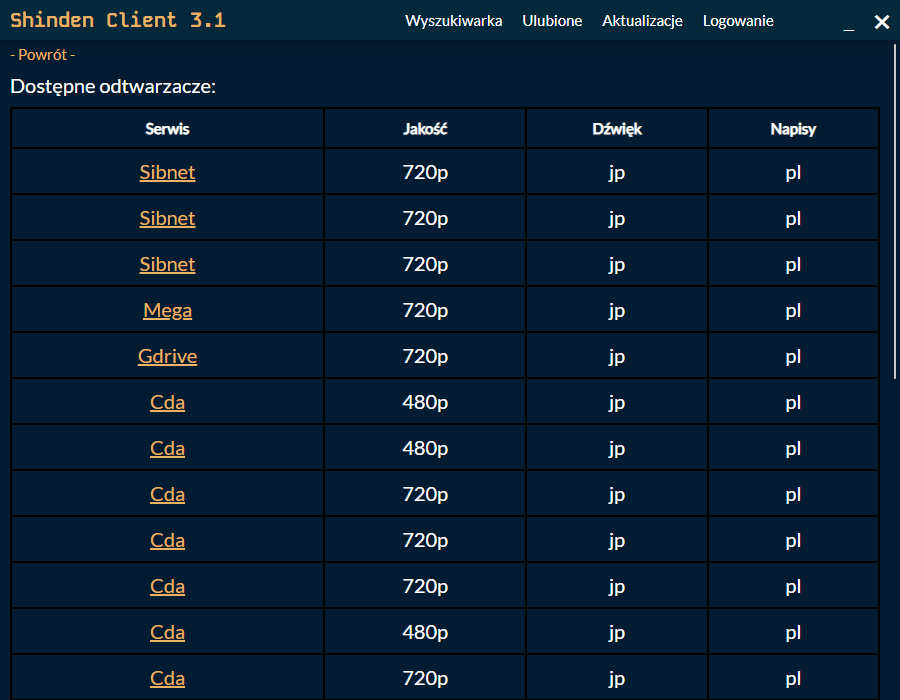 Shinden Client 3.1 Wyszukiwarka Ulubione Aktualizacje Logowanie _ ×
- Powrót -
Dostępne odtwarzacze:
Serwis Jakość Dźwięk Napisy
Sibnet 720p jp pl
Sibnet 720p jp pl
Sibnet 720p jp pl
Mega 720p jp pl
Gdrive 720p jp pl
Cda 480p jp pl
Cda 480p jp pl
Cda 720p jp pl
Cda 720p jp pl
Cda 720p jp pl
Cda 480p jp pl
Cda 720p jp pl